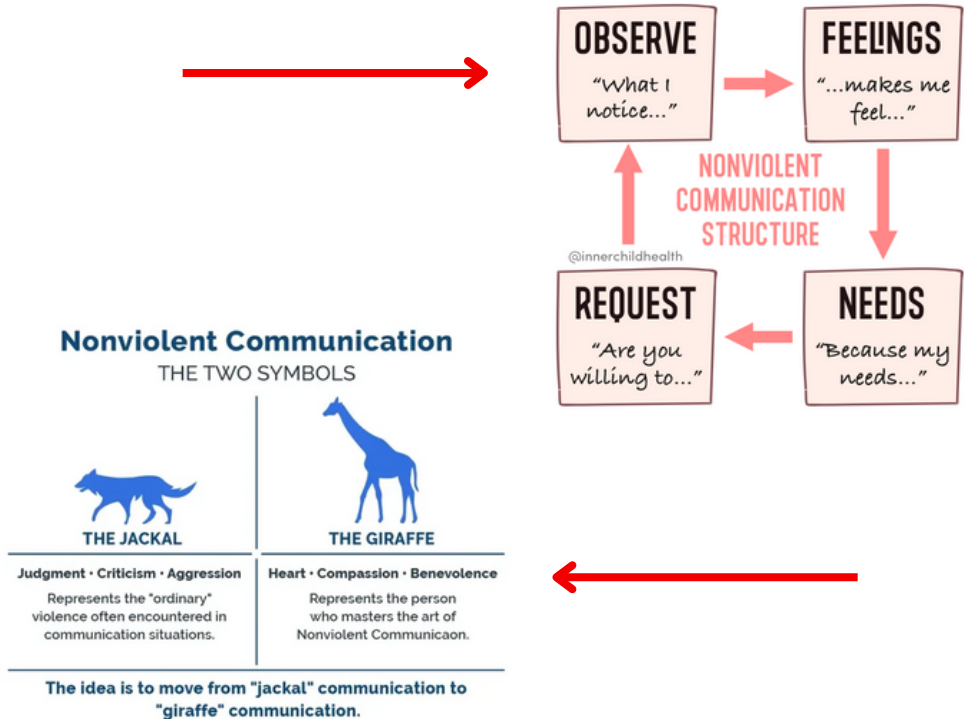 OBSERVE
“What I
notice...”
FEELINGS
“...makes me
feel...”
NONVIOLENT
COMMUNICATION
STRUCTURE
@innerchildhealth
REQUEST
“Are you
willing to...”
NEEDS
“Because my
needs...”
Nonviolent Communication
THE TWO SYMBOLS
THE JACKAL
Judgment · Criticism · Aggression
Represents the "ordinary"
violence often encountered in
communication situations.
THE GIRAFFE
Heart · Compassion · Benevolence
Represents the person
who masters the art of
Nonviolent Communicaon.
The idea is to move from "jackal" communication to
"giraffe" communication.